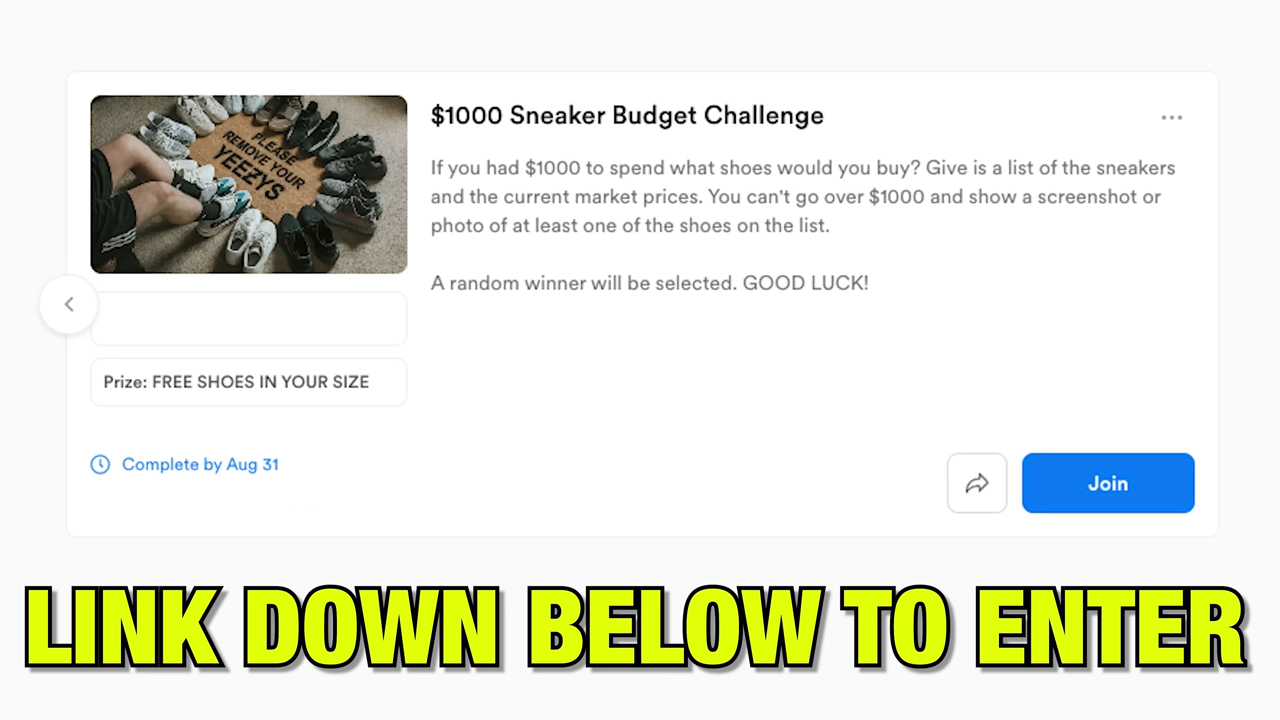 $1000 Sneaker Budget Challenge
If you had $1000 to spend what shoes would you buy? Give is a list of the sneakers
and the current market prices. You can't go over $1000 and show a screenshot or
photo of at least one of the shoes on the list.
A random winner will be selected. GOOD LUCK!
PLEASE
REMOVE YOUR
YEEZYS
Prize: FREE SHOES IN YOUR SIZE
Complete by Aug 31
Join
LINK DOWN BELOW TO ENTER